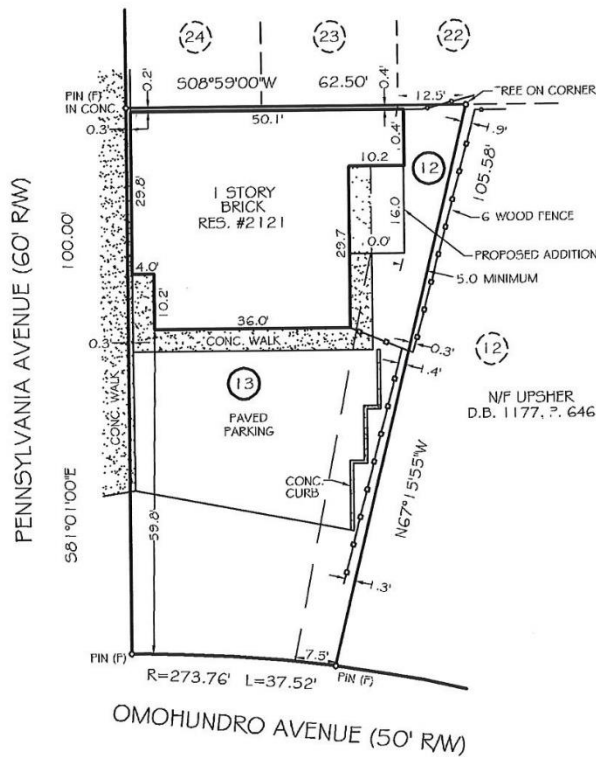 24
23
22
S08°59'00"W
62.50'
0.2'
0.4'
12.5'
TREE ON CORNER
PIN (F)
IN CONC.
50.1'
0.3'
0.4'
.9'
10.2
12
105.58'
1 STORY
BRICK
RES. #2121
29.8'
16.0
6 WOOD FENCE
PROPOSED ADDITION
29.7
0.0'
5.0 MINIMUM
PENNSYLVANIA AVENUE (60' R/W)
100.00'
4.0'
10.2'
36.0'
CONC. WALK
0.3'
0.3'
12
.4'
CONC. WALK
13
PAVED
PARKING
N/F UPSHER
D.B. 1177, P. 646
CONC.
CURB
N67°15'55"W
S81°01'00"E
59.8'
.3'
PIN (F)
7.5'
PIN (F)
R=273.76' L=37.52'
OMOHUNDRO AVENUE (50' R/W)